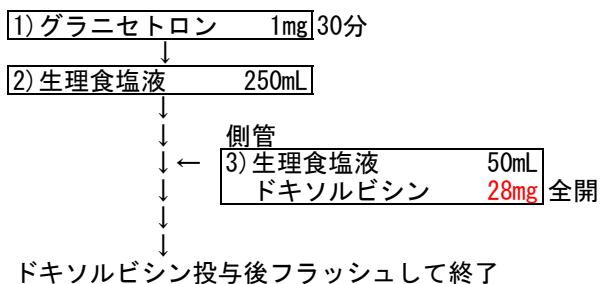 1)グラニセトロン 1mg 30分
↓
2)生理食塩液 250mL
↓
↓ 側管
↓ ← 3)生理食塩液 50mL
↓ ドキソルビシン 28mg 全開
↓
↓
ドキソルビシン投与後フラッシュして終了